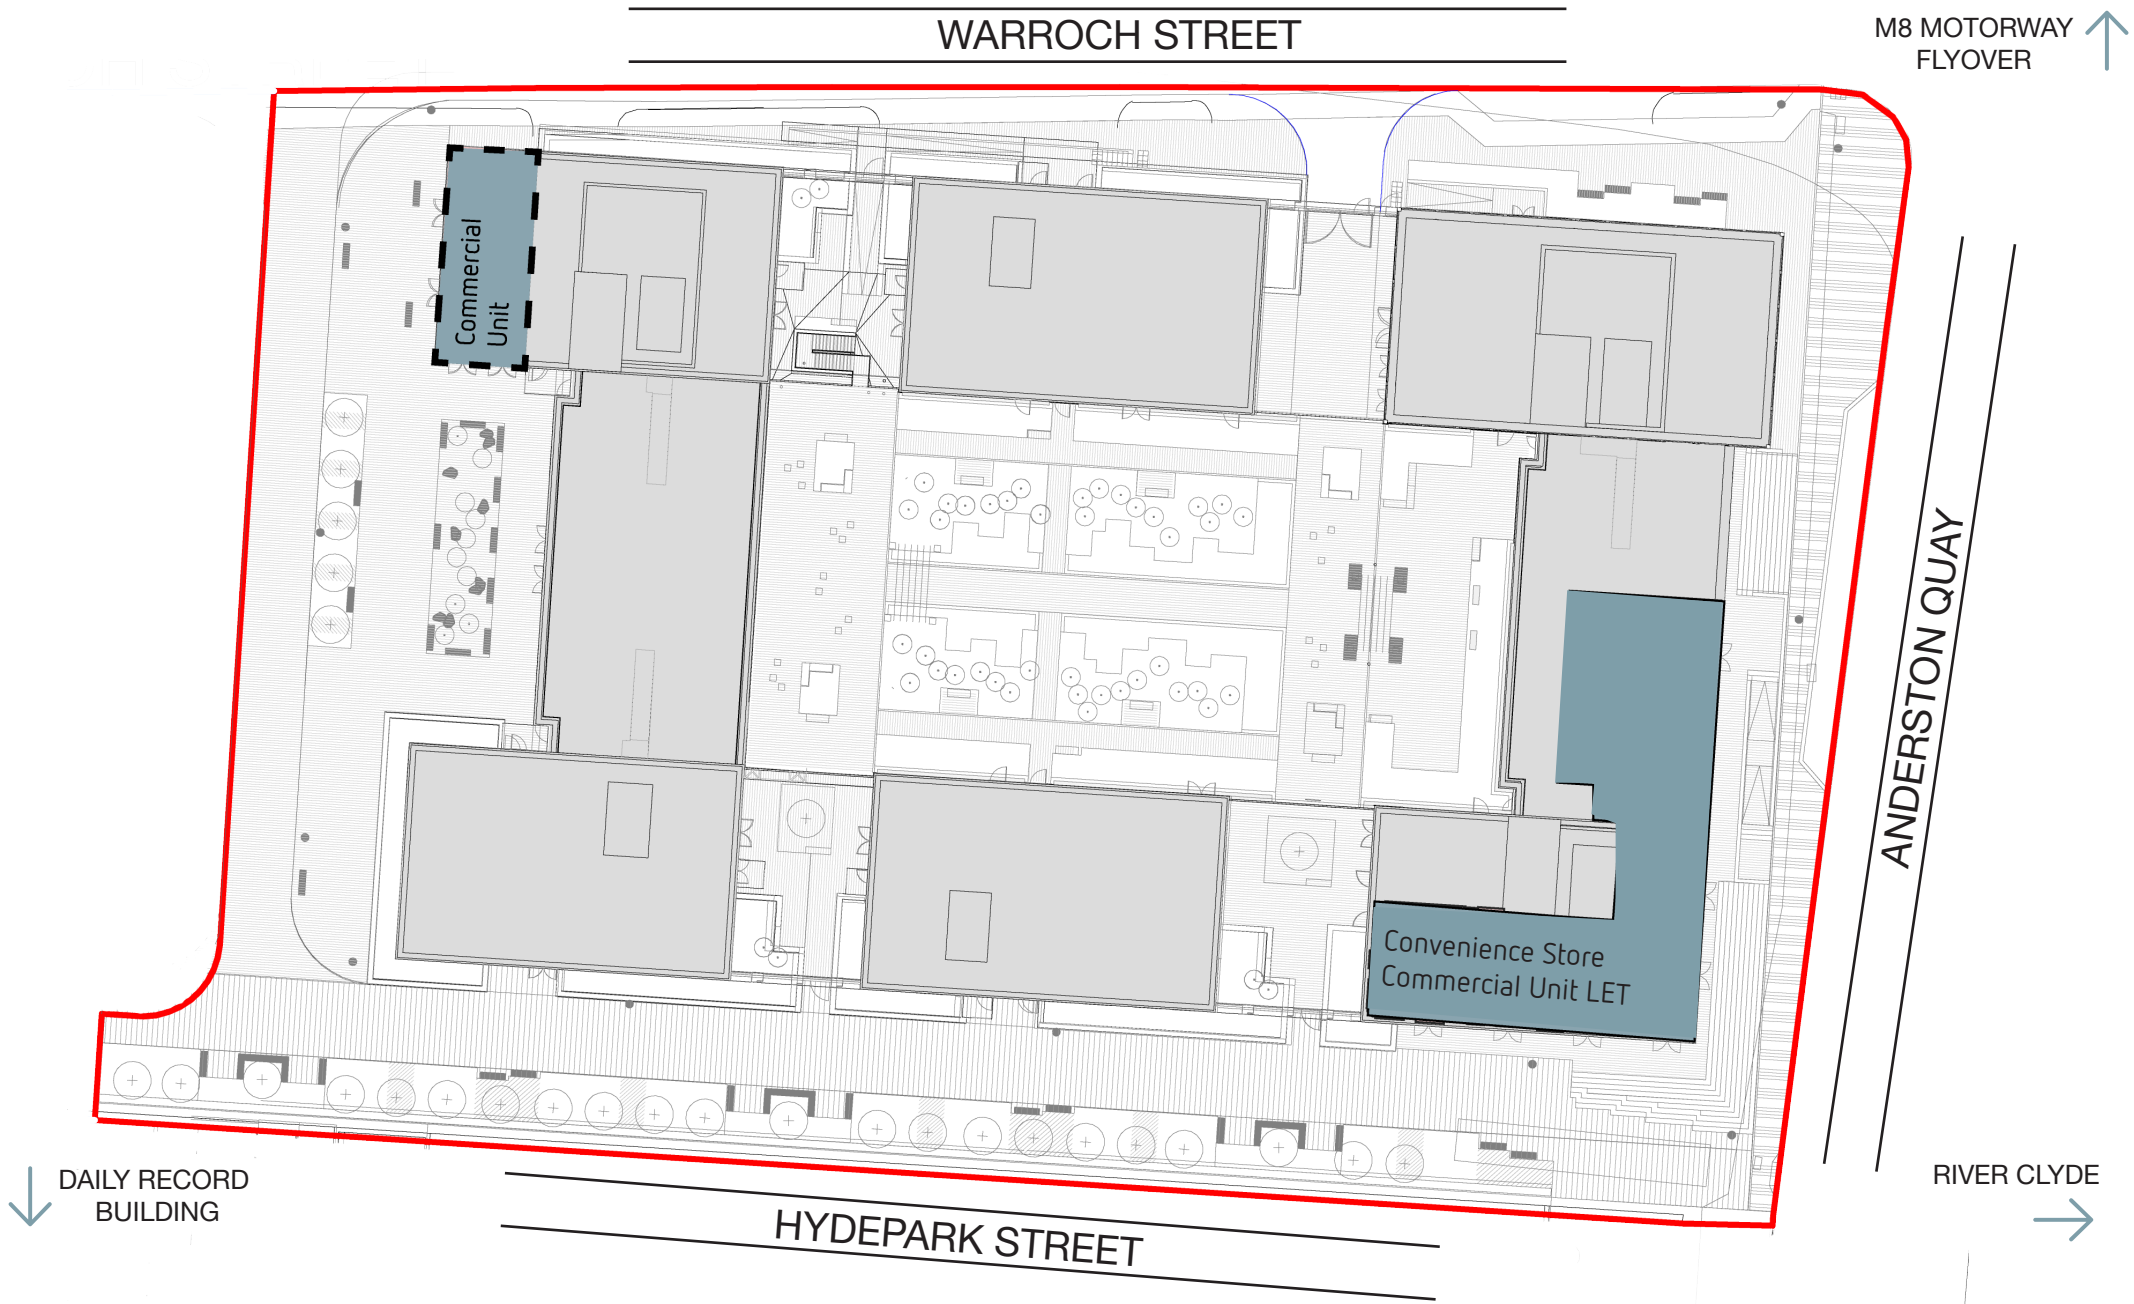 WARROCH STREET
M8 MOTORWAY
FLYOVER
Commercial
Unit
ANDERSTON QUAY
Convenience Store
Commercial Unit LET
DAILY RECORD
BUILDING
HYDEPARK STREET
RIVER CLYDE